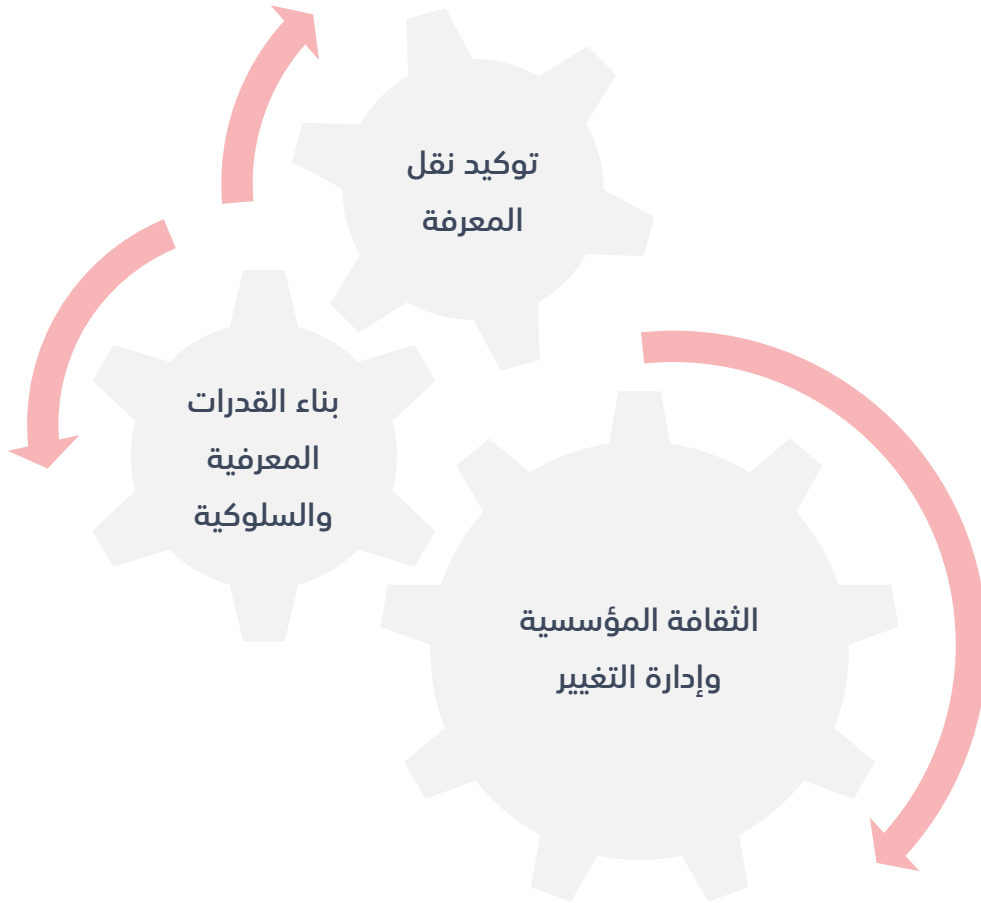 توكيد نقل
المعرفة
بناء القدرات
المعرفية
والسلوكية
الثقافة المؤسسية
وإدارة التغيير